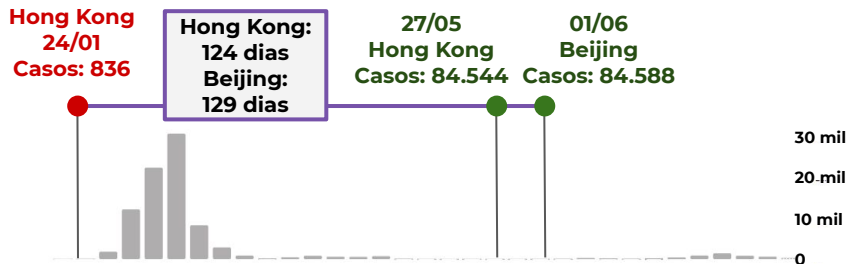 Hong Kong
24/01
Casos: 836
Hong Kong:
124 dias
Beijing:
129 dias
27/05
Hong Kong
Casos: 84.544
01/06
Beijing
Casos: 84.588
30 mil
20 mil
10 mil
0